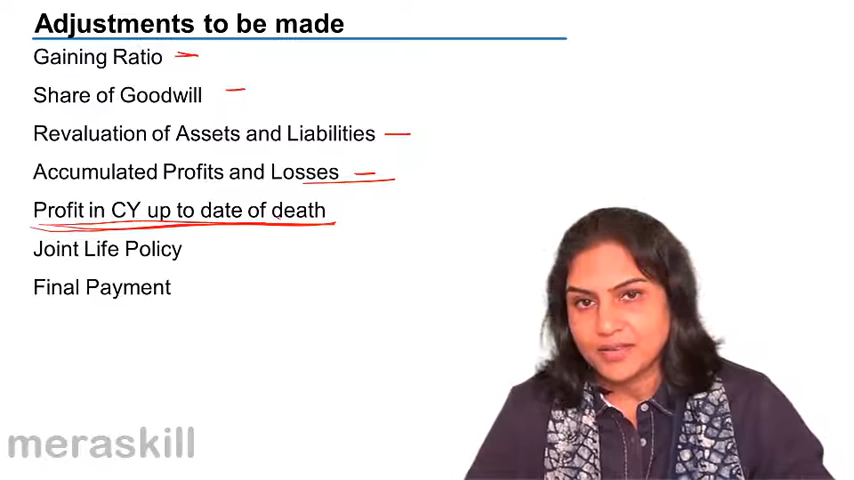 Adjustments to be made
Gaining Ratio
Share of Goodwill
Revaluation of Assets and Liabilities
Accumulated Profits and Losses
Profit in CY up to date of death
Joint Life Policy
Final Payment
meraskill